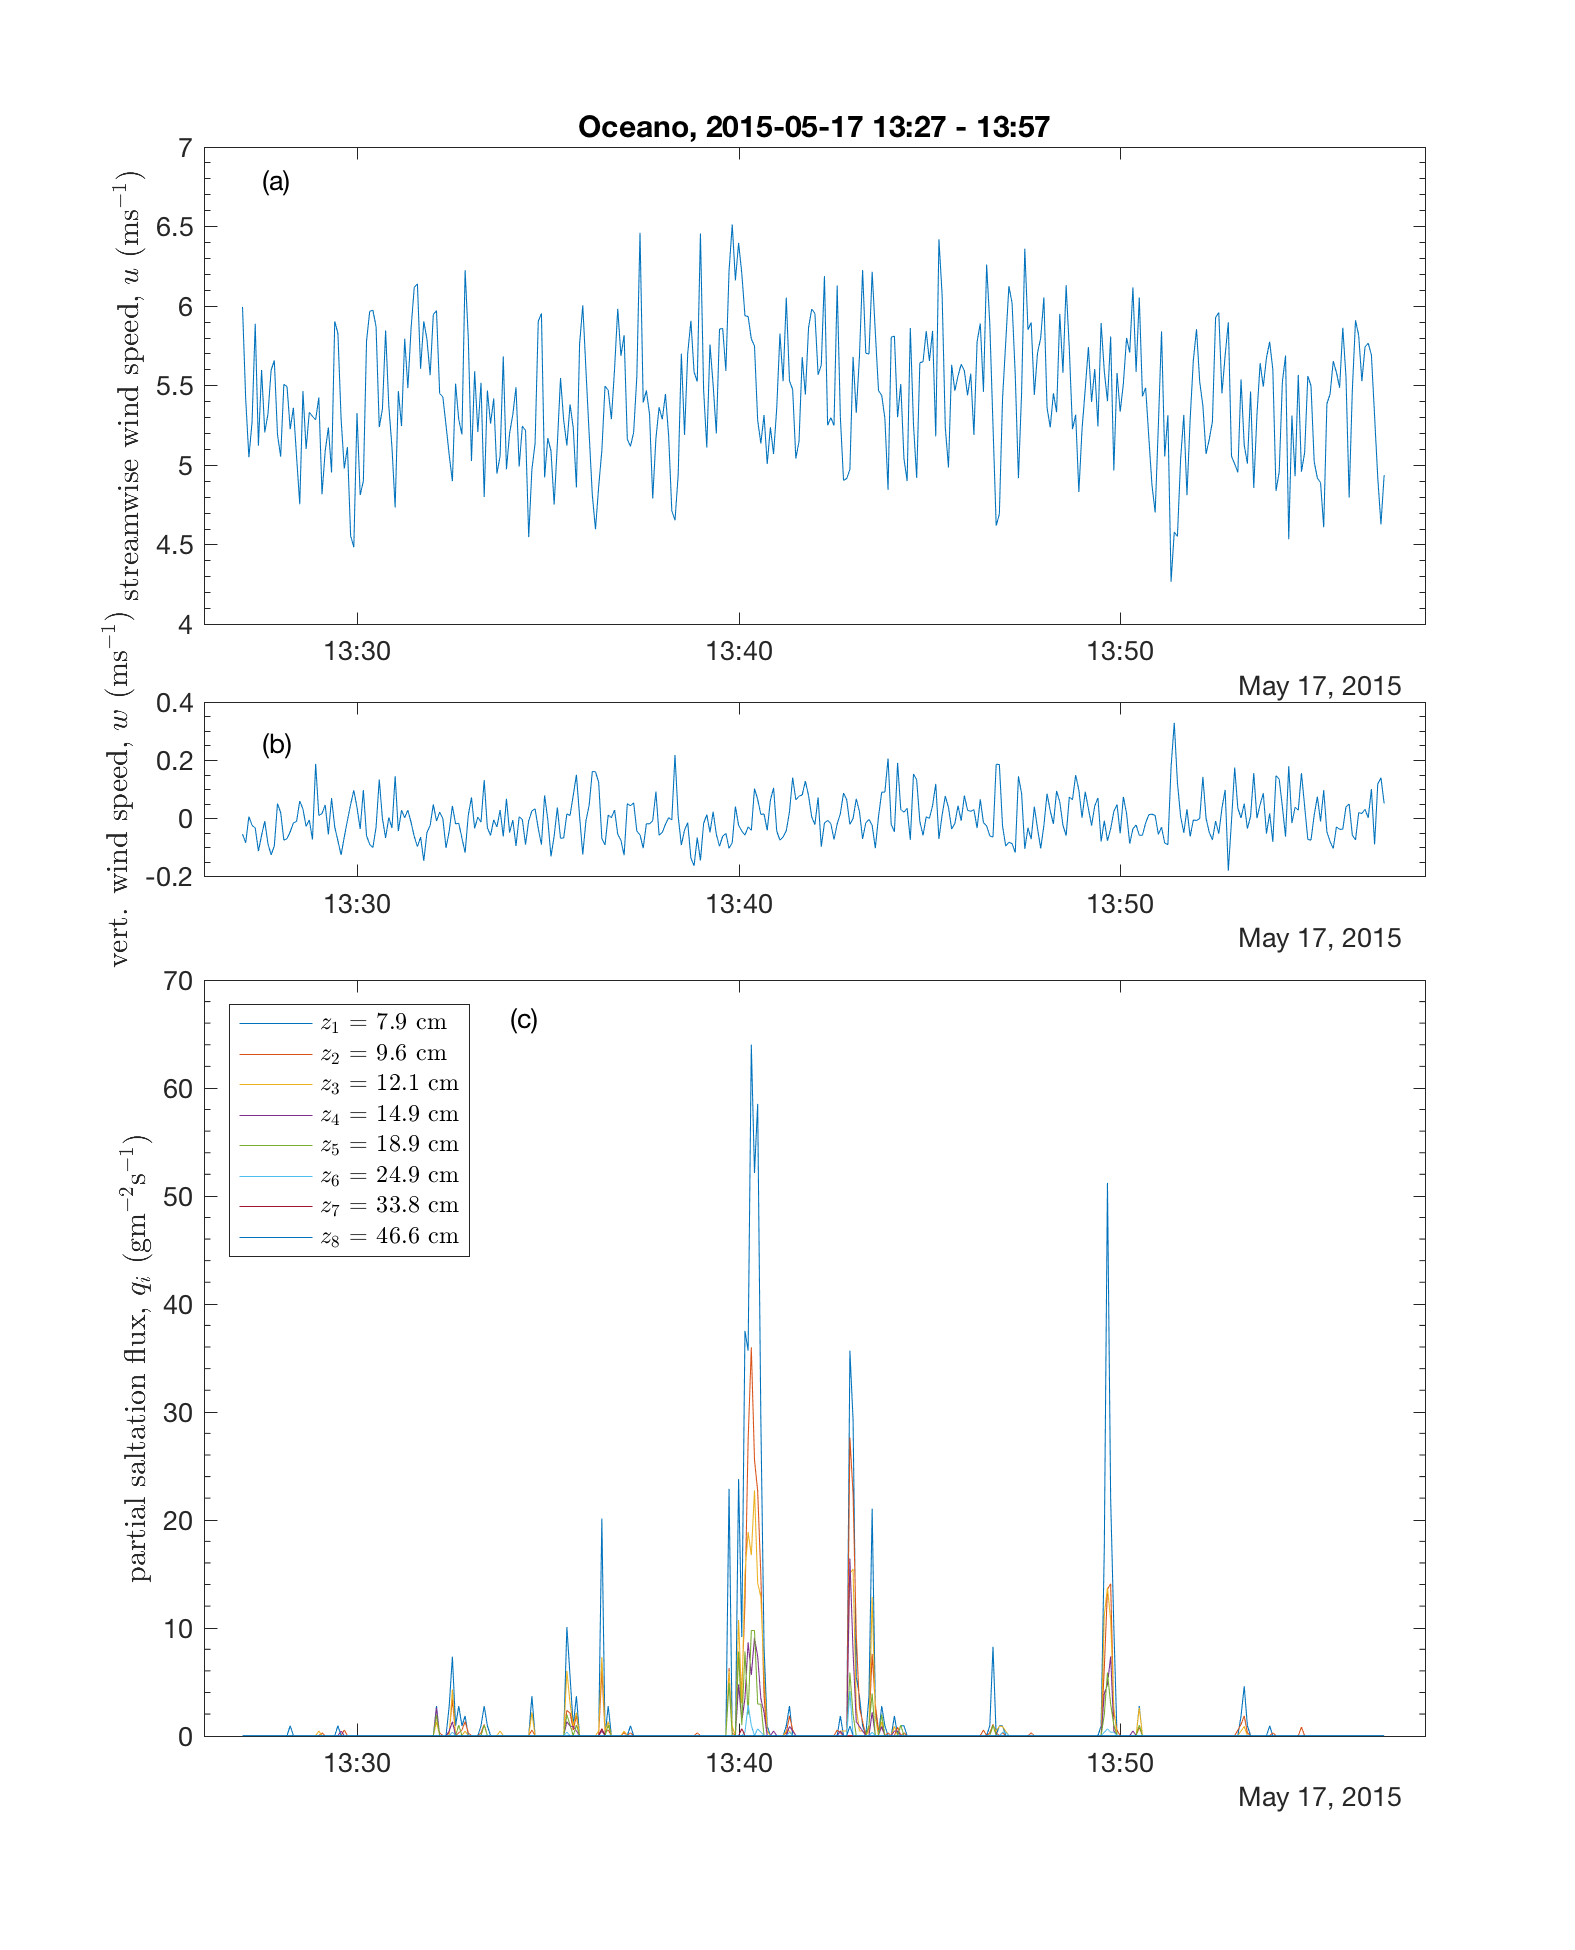 Oceano, 2015-05-17 13:27 - 13:57
(a)
streamwise wind speed, u (ms⁻¹)
7
6.5
6
5.5
5
4.5
4
13:30 13:40 13:50
May 17, 2015
(b)
vert. wind speed, w (ms⁻¹)
0.4
0.2
0
-0.2
13:30 13:40 13:50
May 17, 2015
(c)
partial saltation flux, qᵢ (gm⁻²s⁻¹)
70
60
50
40
30
20
10
0
z₁ = 7.9 cm
z₂ = 9.6 cm
z₃ = 12.1 cm
z₄ = 14.9 cm
z₅ = 18.9 cm
z₆ = 24.9 cm
z₇ = 33.8 cm
z₈ = 46.6 cm
13:30 13:40 13:50
May 17, 2015